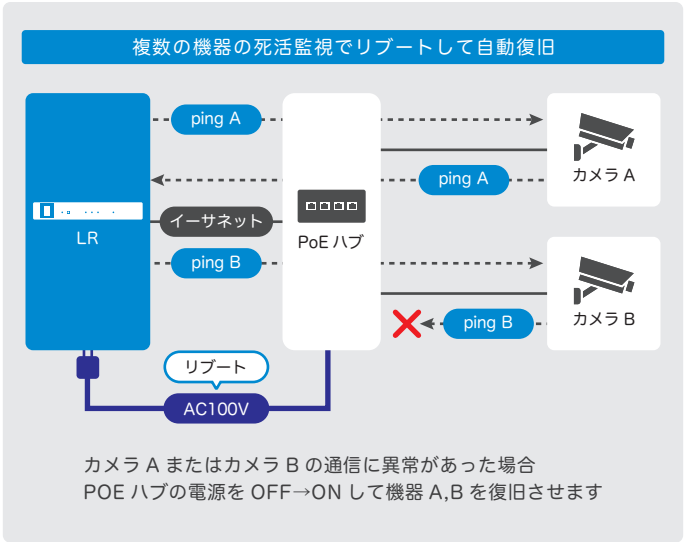 複数の機器の死活監視でリブートして自動復旧
ping A
カメラ A
ping A
イーサネット
LR
PoE ハブ
ping B
カメラ B
ping B
リブート
AC100V
カメラ A またはカメラ B の通信に異常があった場合
POE ハブの電源を OFF→ON して機器 A,B を復旧させます